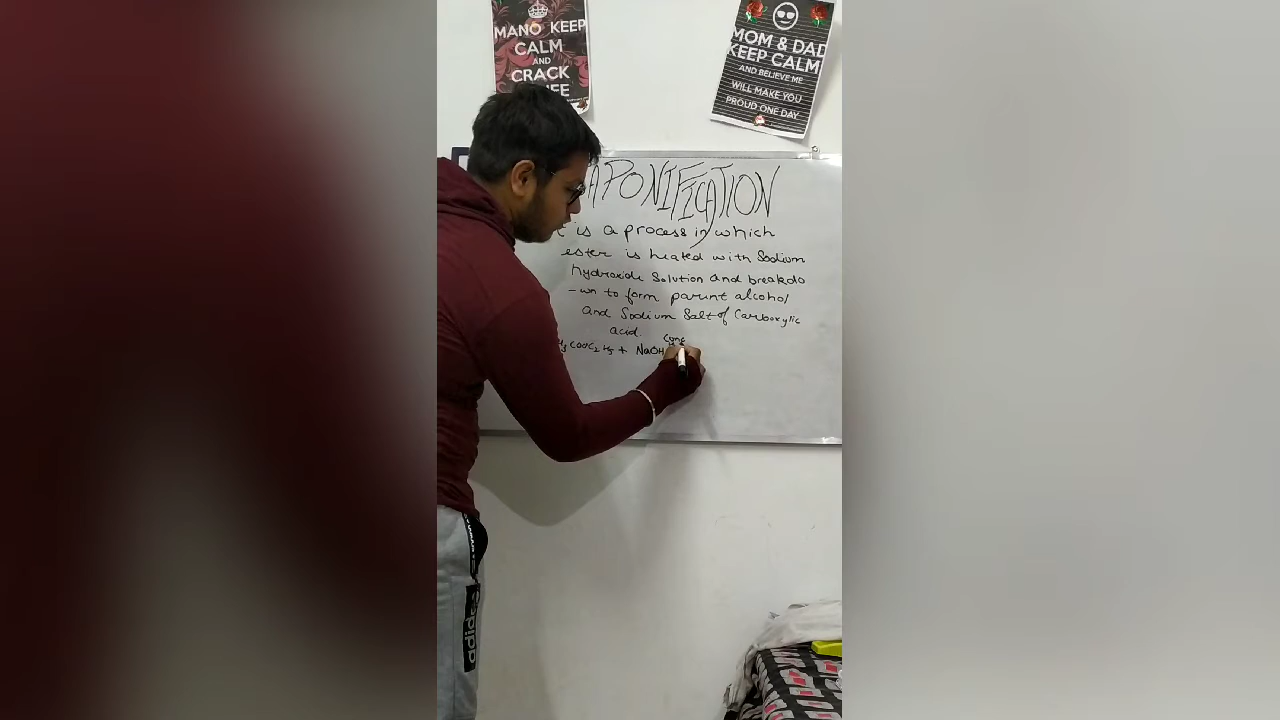 MANO KEEP
CALM
AND
CRACK
MOM & DAD
KEEP CALM
AND BELIEVE ME
WILL MAKE YOU
PROUD ONE DAY
APONIFICATION
t is a process in which
ester is heated with Sodium
hydroxide Solution and breakdo
-wn to form parent alcohol
and Sodium Salt of Carboxylic
acid.
Conc
H₃COOC₂H₅ + NaOH
adidas